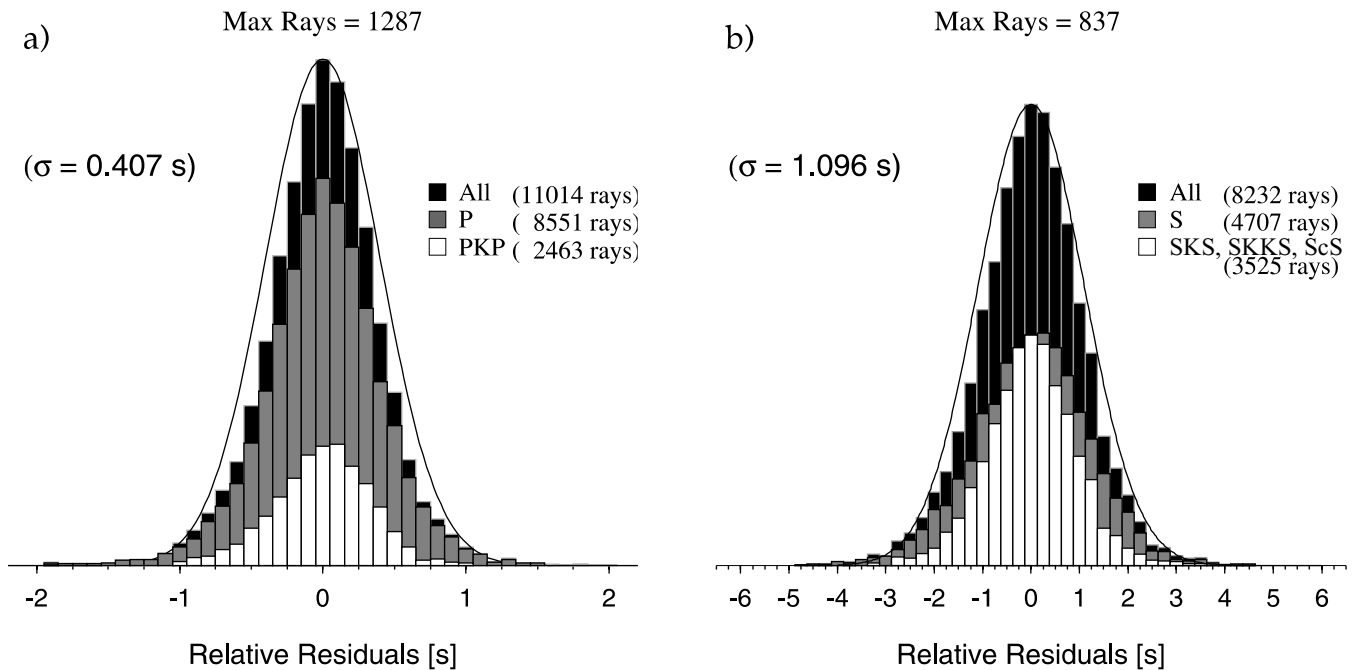 a)
Max Rays = 1287
(σ = 0.407 s)
All (11014 rays)
P ( 8551 rays)
PKP ( 2463 rays)
-2 -1 0 1 2
Relative Residuals [s]
b)
Max Rays = 837
(σ = 1.096 s)
All (8232 rays)
S (4707 rays)
SKS, SKKS, ScS
(3525 rays)
-6 -5 -4 -3 -2 -1 0 1 2 3 4 5 6
Relative Residuals [s]